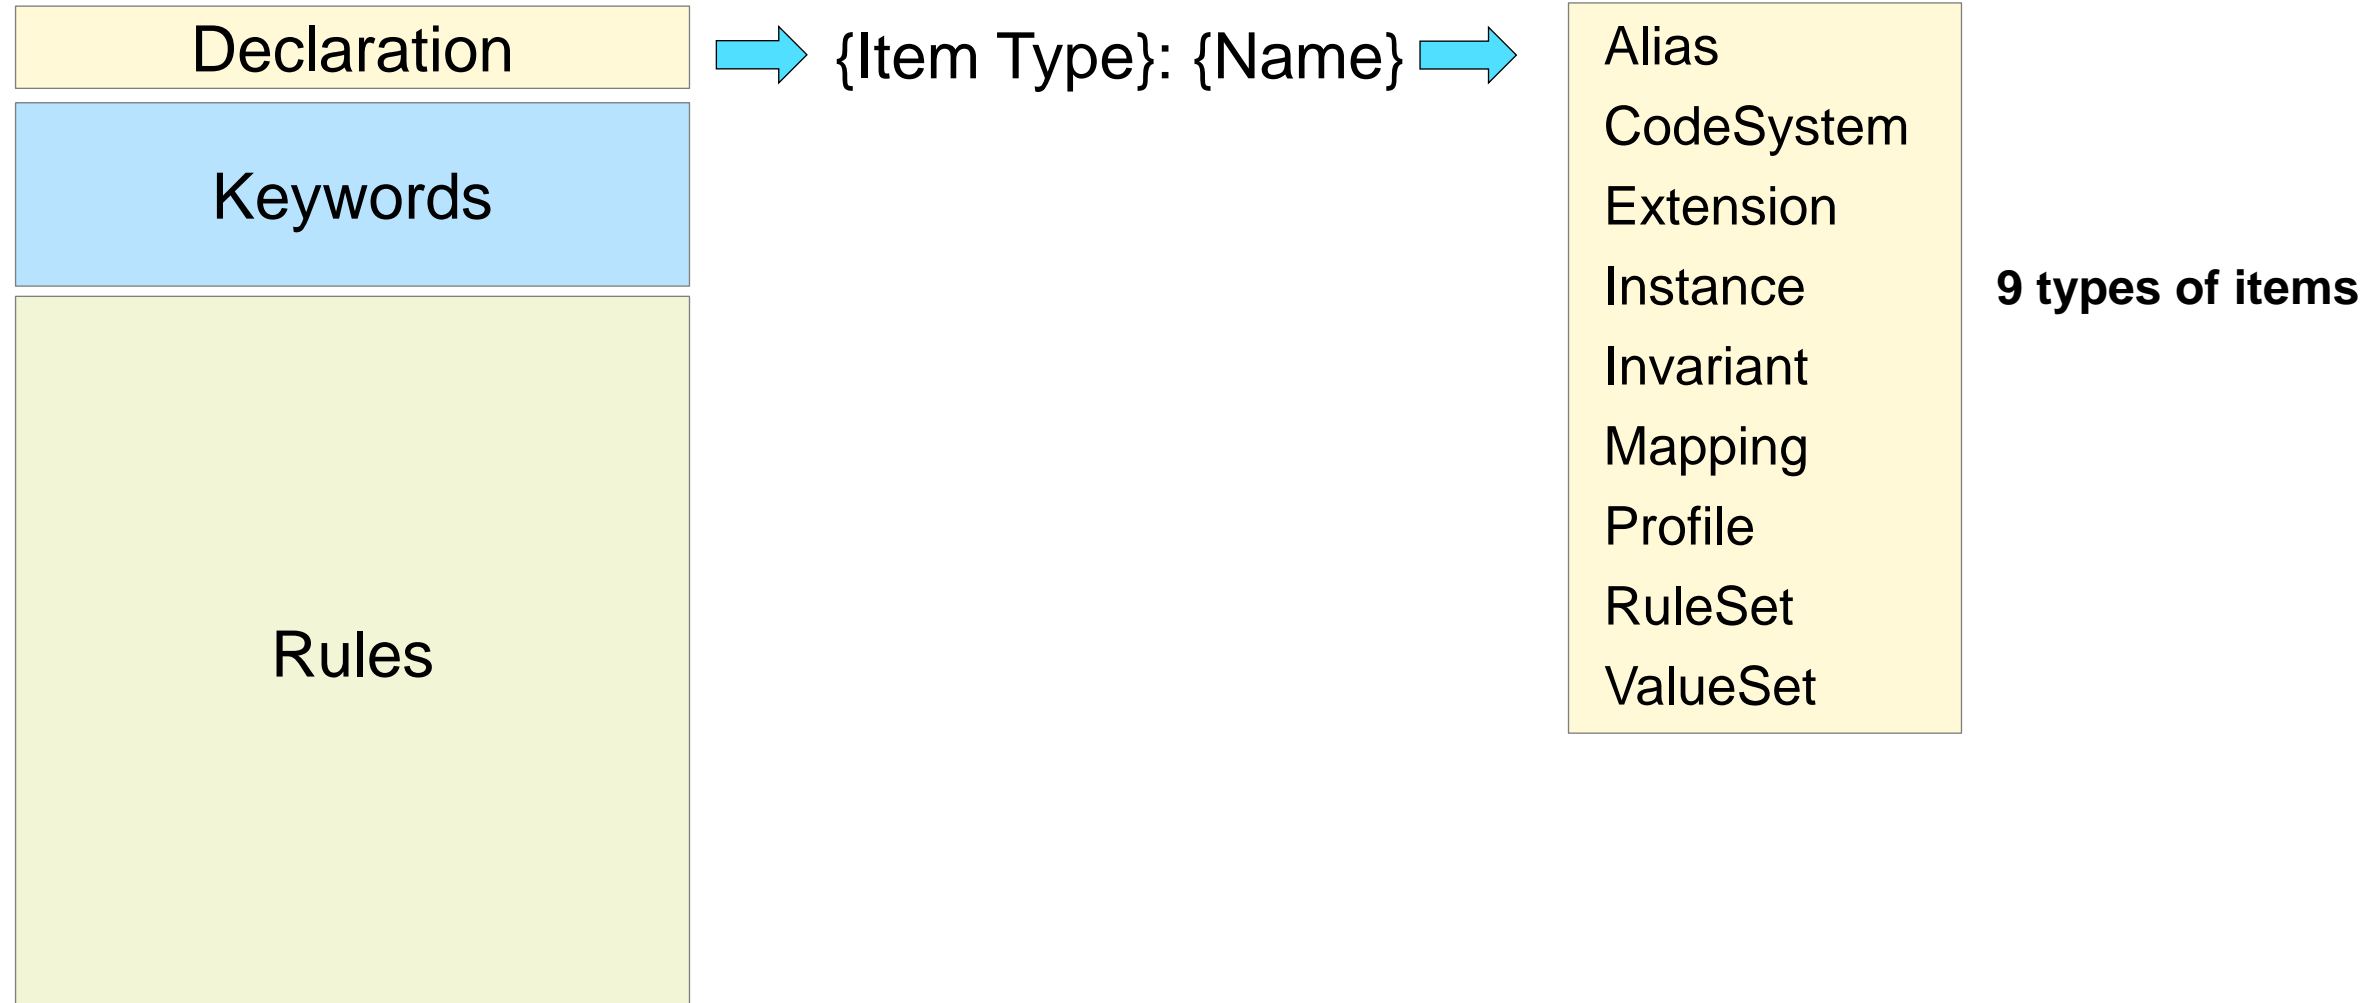 Declaration
{Item Type}: {Name}
Keywords
Rules
Alias
CodeSystem
Extension
Instance
Invariant
Mapping
Profile
RuleSet
ValueSet
9 types of items